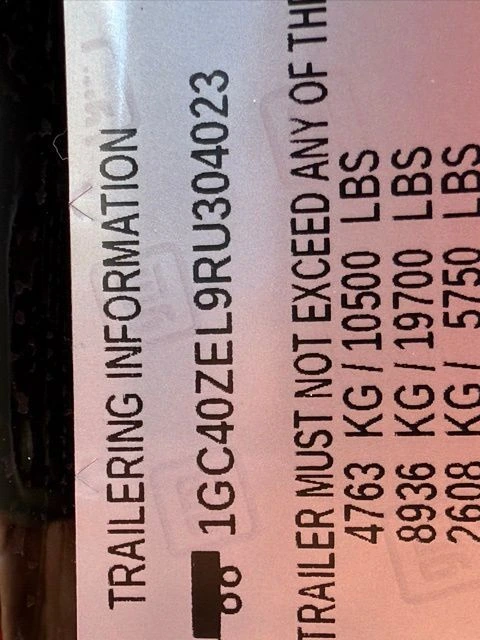 TRAILERING INFORMATION
1GC40ZEL9RU304023
TRAILER MUST NOT EXCEED ANY OF THE
4763 KG / 10500 LBS
8936 KG / 19700 LBS
2608 KG / 5750 LBS